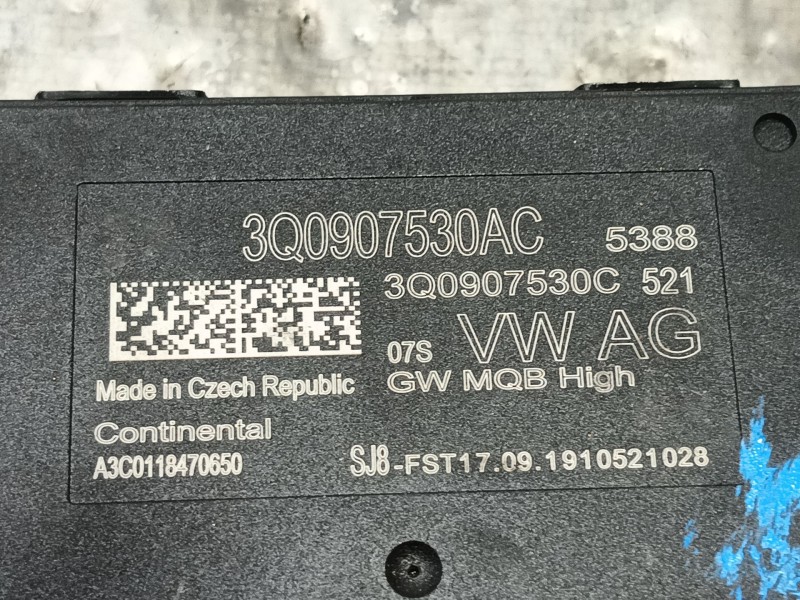 3Q0907530AC 5388
3Q0907530C 521
07S VW AG
GW MQB High
Made in Czech Republic
Continental
A3C0118470650 SJ8-FST17.09.1910521028